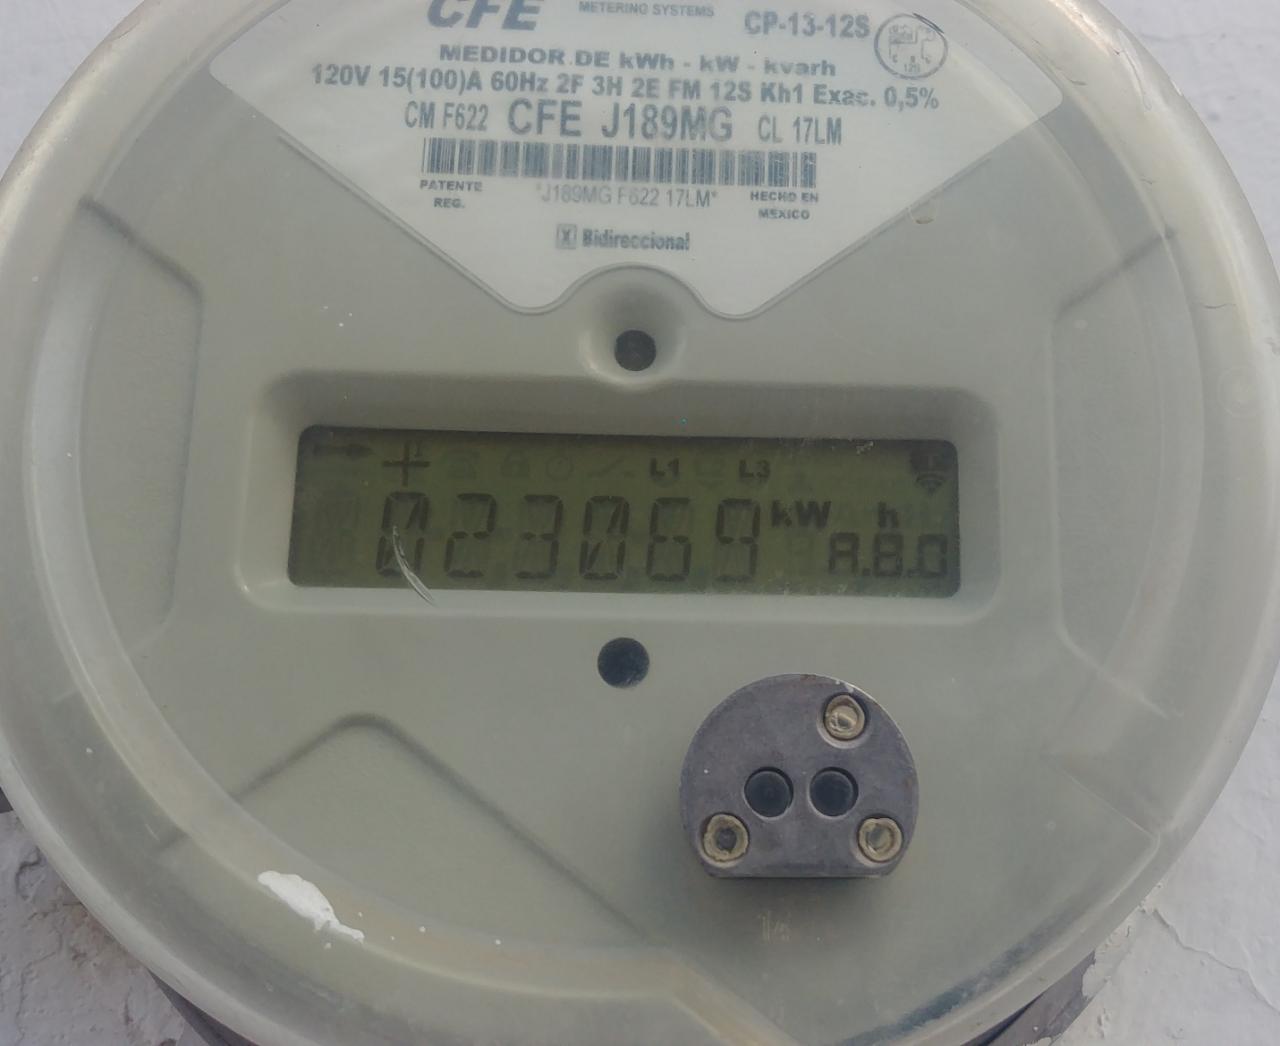 CFE METERING SYSTEMS CP-13-12S
MEDIDOR DE kWh - kW - kvarh
120V 15(100)A 60Hz 2F 3H 2E FM 12S Kh1 Exac. 0,5%
CM F622 CFE J189MG CL 17LM
PATENTE REG. *J189MG F622 17LM* HECHO EN MEXICO
X Bidireccional
L1 L3
023069 kW h A.B.0